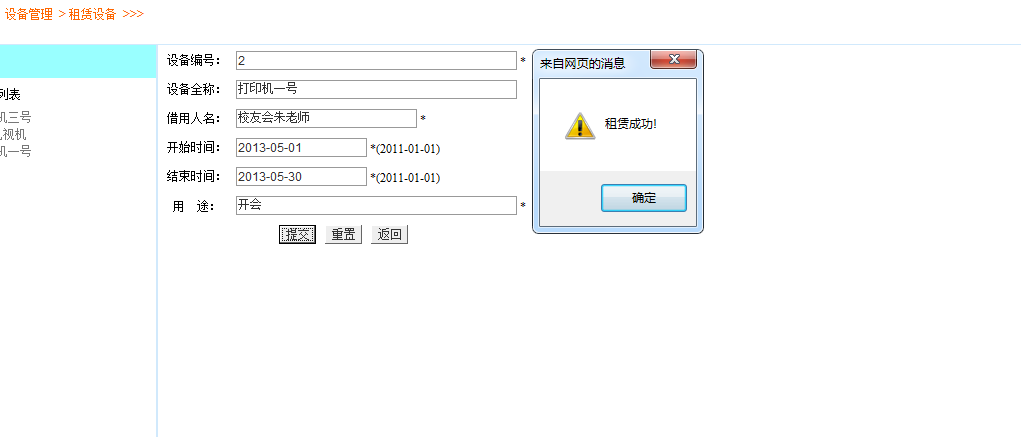 设备管理 > 租赁设备 >>>
列表
机三号
视机
机一号
设备编号： 2 *
设备全称： 打印机一号
借用人名： 校友会朱老师 *
开始时间： 2013-05-01 *(2011-01-01)
结束时间： 2013-05-30 *(2011-01-01)
用 途： 开会 *
提交 重置 返回
来自网页的消息
租赁成功!
确定